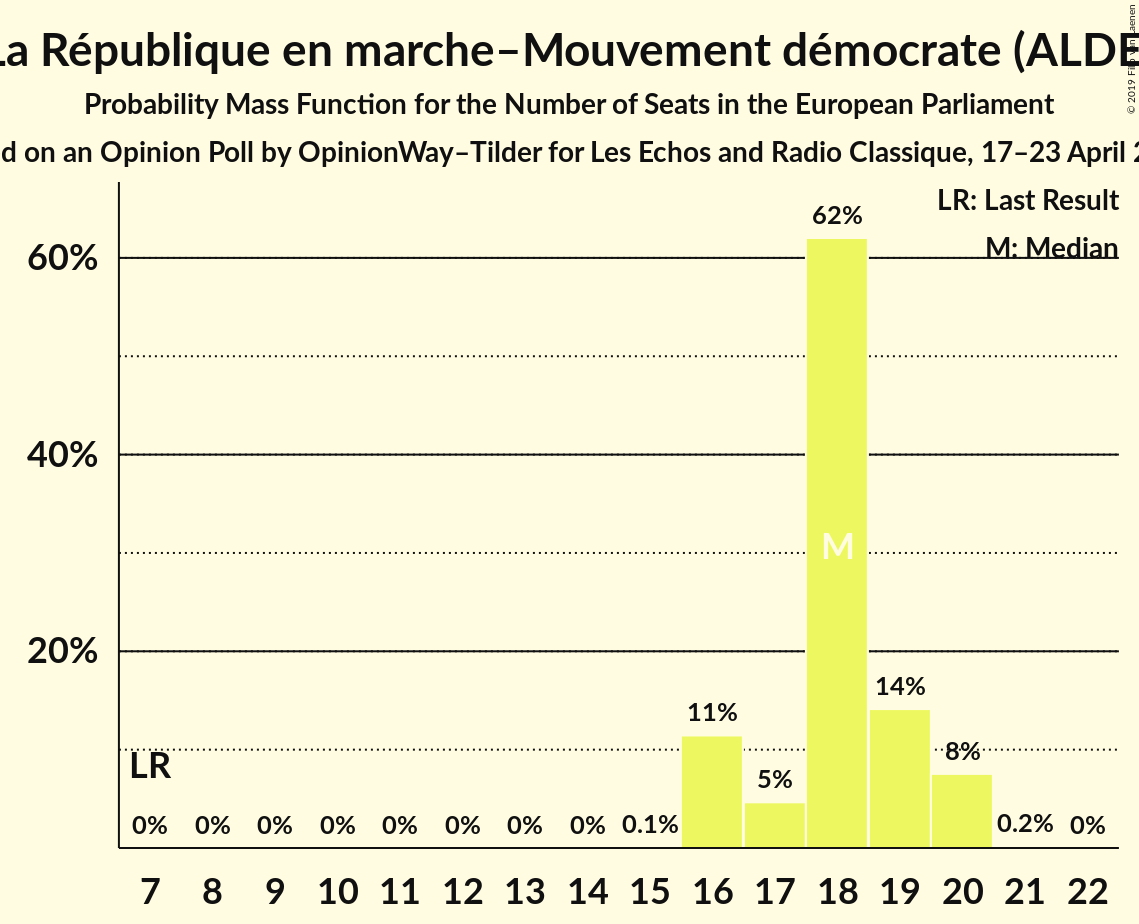 La République en marche–Mouvement démocrate (ALDE
Probability Mass Function for the Number of Seats in the European Parliament
d on an Opinion Poll by OpinionWay–Tilder for Les Echos and Radio Classique, 17–23 April 2
© 2019
LR: Last Result
M: Median
62%
60%
40%
M
20%
14%
11%
8%
5%
LR
0% 0% 0% 0% 0% 0% 0% 0% 0.1% 0.2% 0%
7 8 9 10 11 12 13 14 15 16 17 18 19 20 21 22